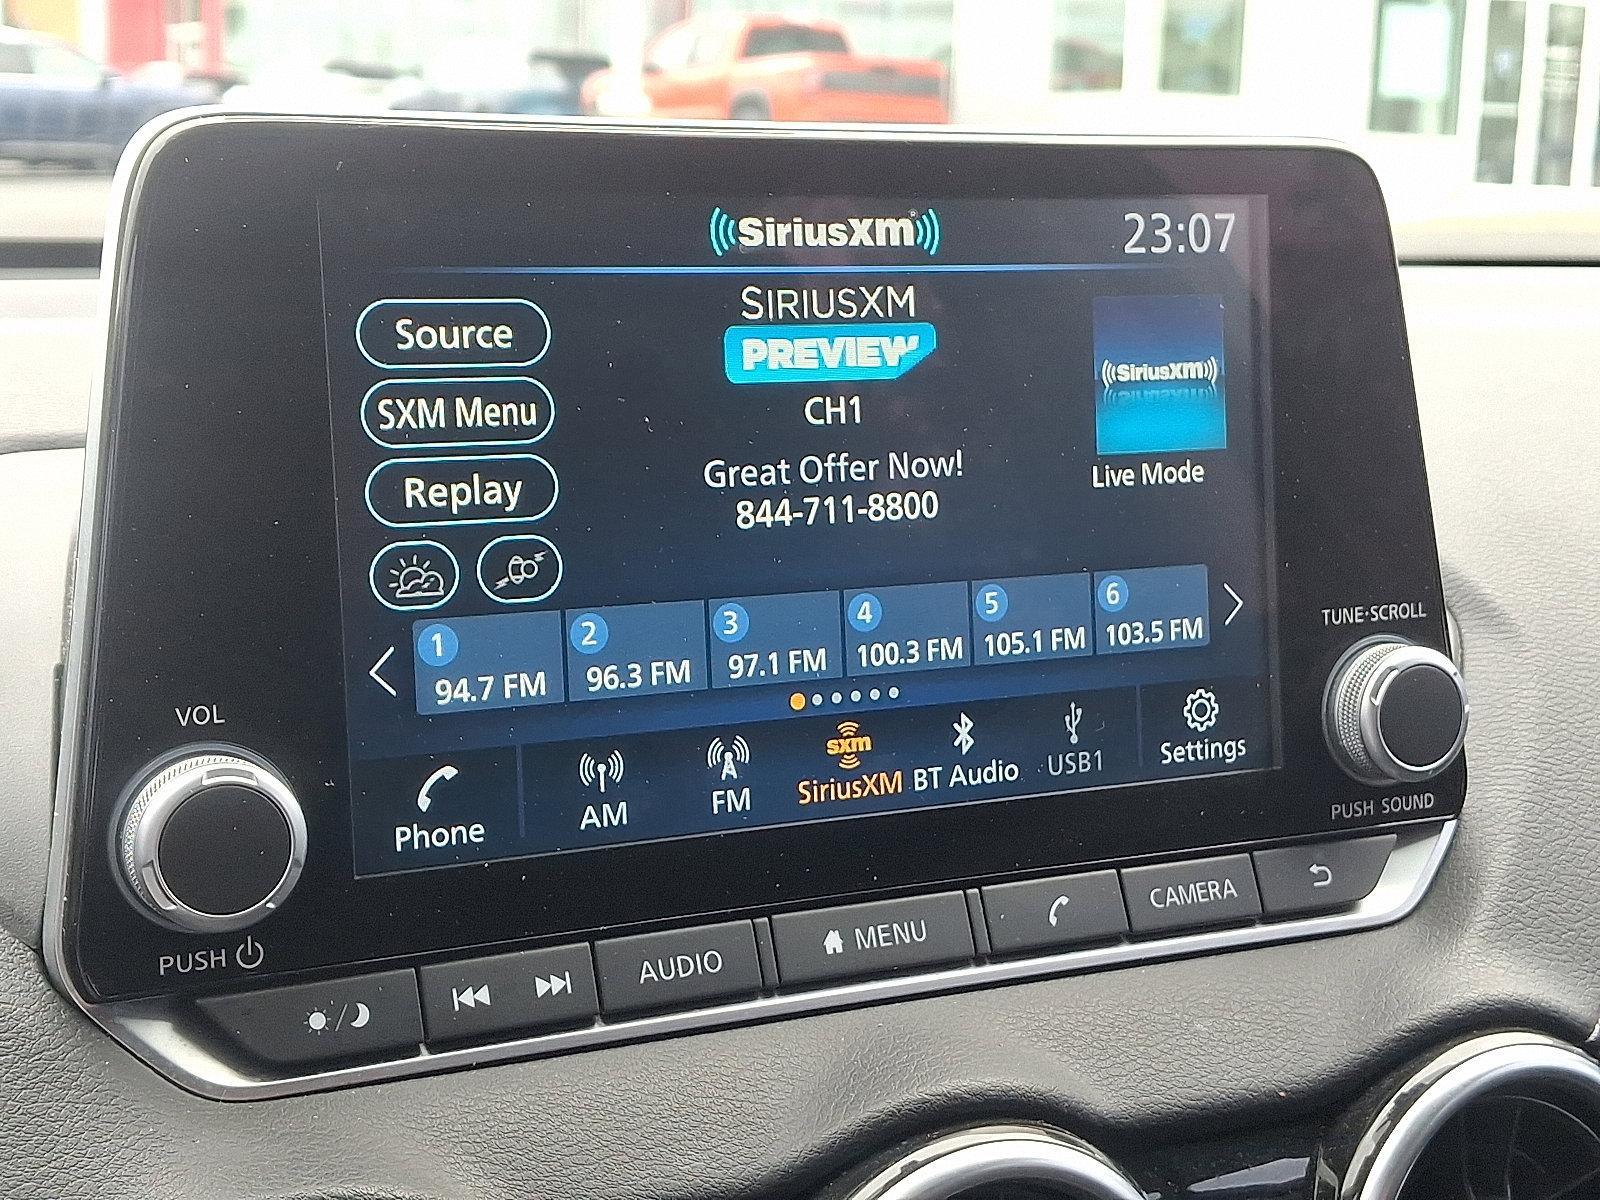 SiriusXM
23:07
Source
SXM Menu
Replay
SIRIUSXM
PREVIEW
CH1
Great Offer Now!
844-711-8800
SiriusXM
Live Mode
1
94.7 FM
2
96.3 FM
3
97.1 FM
4
100.3 FM
5
105.1 FM
6
103.5 FM
Phone
AM
FM
sxm
SiriusXM
BT Audio
USB1
Settings
VOL
PUSH
TUNE·SCROLL
PUSH SOUND
AUDIO
MENU
CAMERA